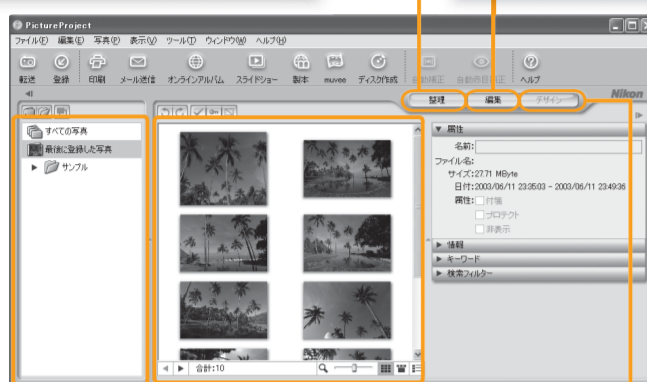 PictureProject
ファイル(F) 編集(E) 写真(P) 表示(V) ツール(T) ウィンドウ(W) ヘルプ(H)
転送 登録 印刷 メール送信 オンラインアルバム スライドショー 製本 muvee ディスク作成 自動補正 自動赤目補正 ヘルプ
整理 編集 デザイン
Nikon
すべての写真
最後に登録した写真
サンプル
属性
名前:
ファイル名:
サイズ:27.71 MByte
日付:2003/06/11 23:35:03 - 2003/06/11 23:49:36
属性: 付箋
プロテクト
非表示
情報
キーワード
検索フィルター
合計:10